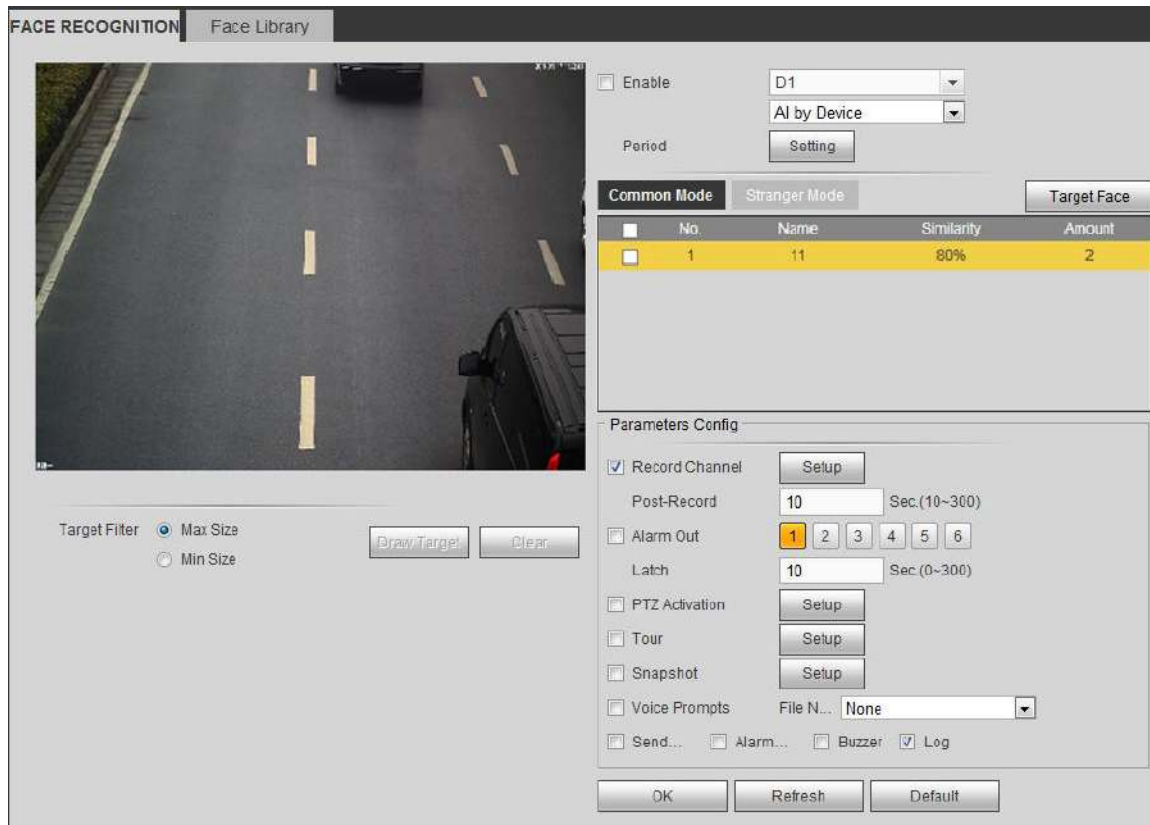 FACE RECOGNITION Face Library
Enable D1
AI by Device
Period Setting
Common Mode Stranger Mode Target Face
No. Name Similarity Amount
1 11 80% 2
Parameters Config
Record Channel Setup
Post-Record 10 Sec.(10~300)
Alarm Out 1 2 3 4 5 6
Latch 10 Sec.(0~300)
PTZ Activation Setup
Tour Setup
Snapshot Setup
Voice Prompts File N... None
Send... Alarm... Buzzer Log
OK Refresh Default
Target Filter Max Size Draw Target Clear
Min Size